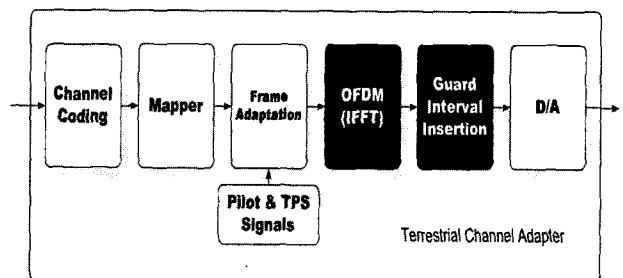 Channel
Coding
Mapper
Frame
Adaptation
OFDM
(IFFT)
Guard
Interval
Insertion
D/A
Pilot & TPS
Signals
Terrestrial Channel Adapter